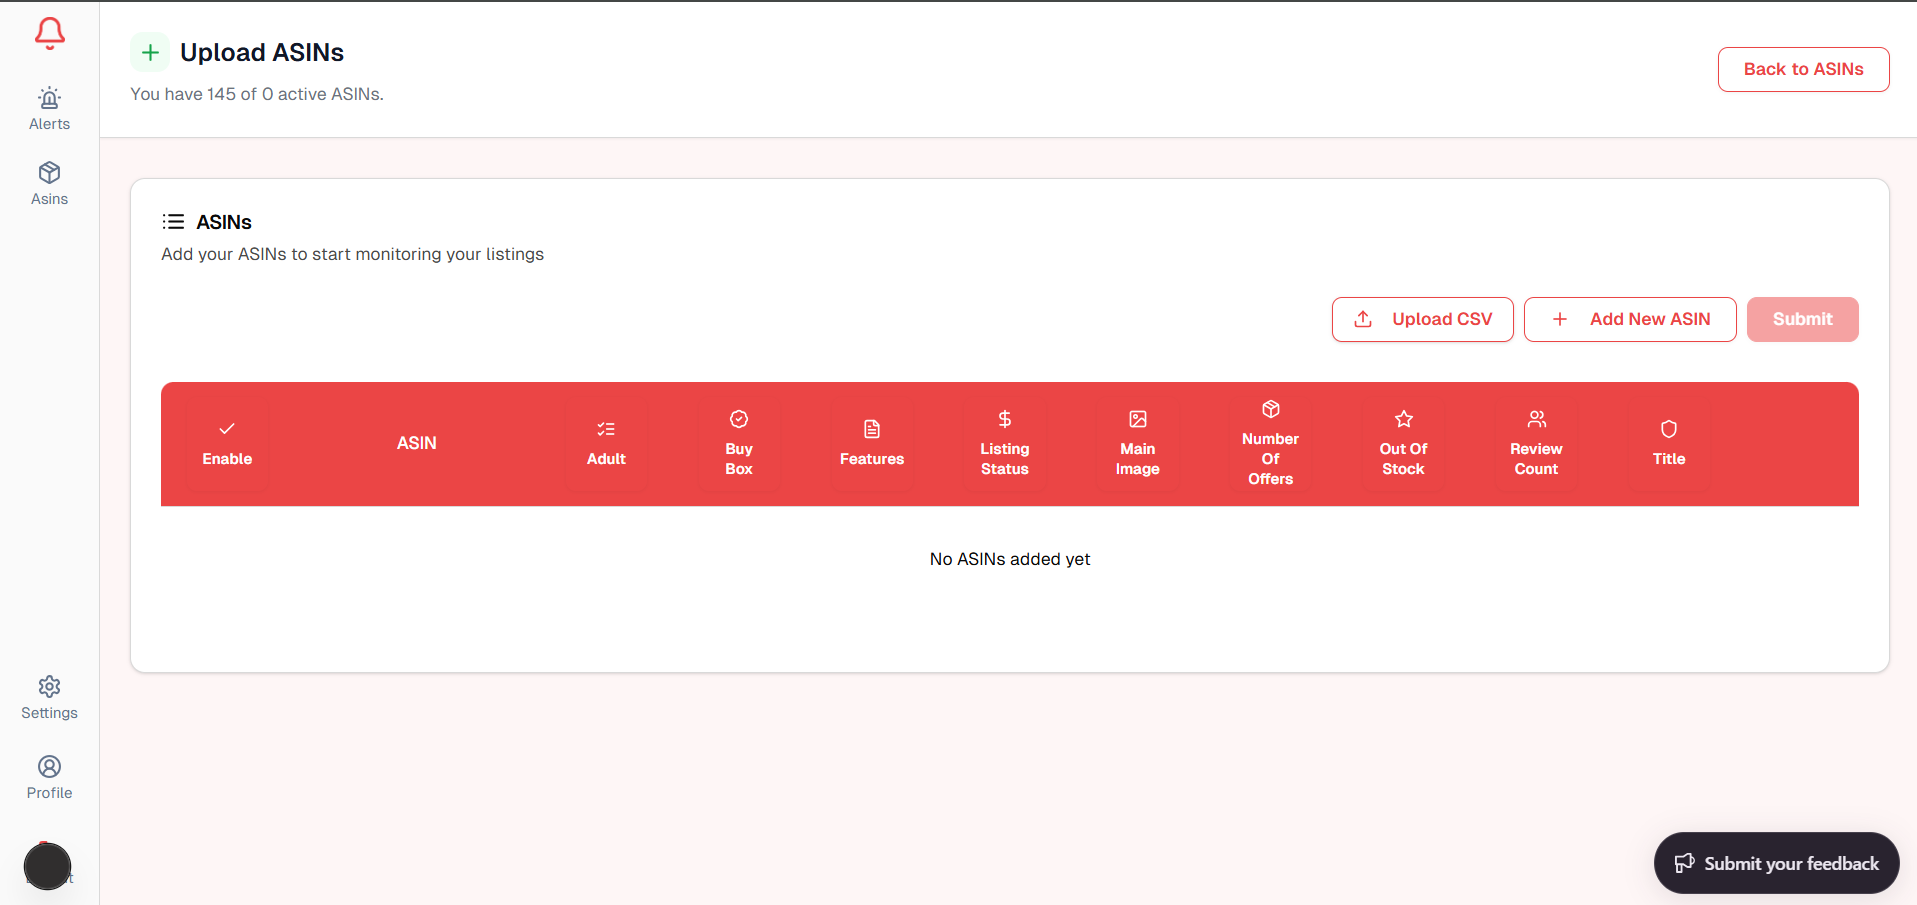 Upload ASINs
You have 145 of 0 active ASINs.
Back to ASINs
Alerts
Asins
ASINs
Add your ASINs to start monitoring your listings
Upload CSV
Add New ASIN
Submit
Enable
ASIN
Adult
Buy
Box
Features
Listing
Status
Main
Image
Number
Of
Offers
Out Of
Stock
Review
Count
Title
No ASINs added yet
Settings
Profile
Submit your feedback